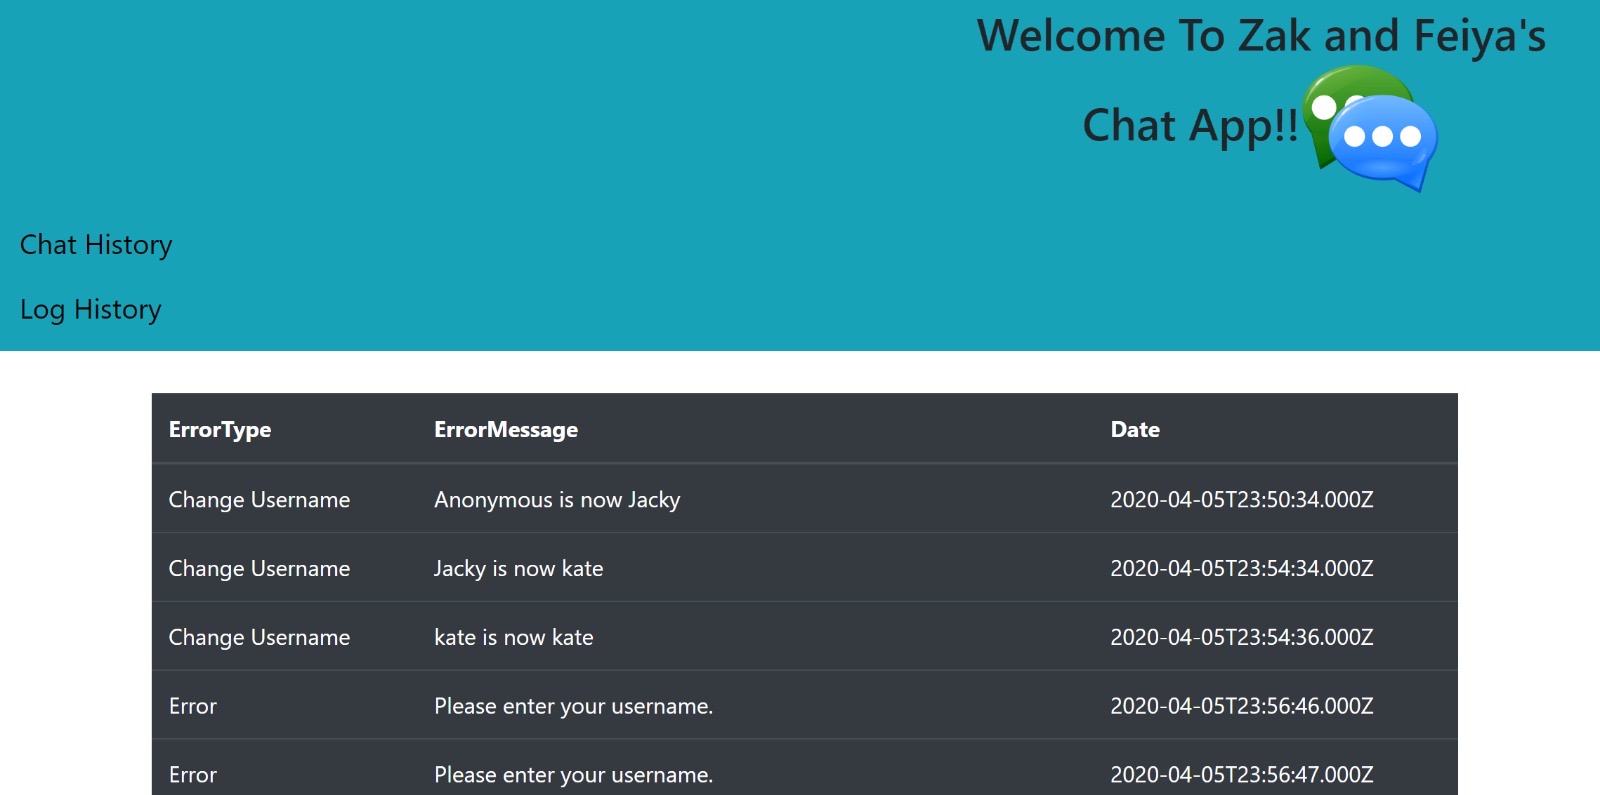 Welcome To Zak and Feiya's
Chat App!!
Chat History
Log History
ErrorType ErrorMessage Date
Change Username Anonymous is now Jacky 2020-04-05T23:50:34.000Z
Change Username Jacky is now kate 2020-04-05T23:54:34.000Z
Change Username kate is now kate 2020-04-05T23:54:36.000Z
Error Please enter your username. 2020-04-05T23:56:46.000Z
Error Please enter your username. 2020-04-05T23:56:47.000Z